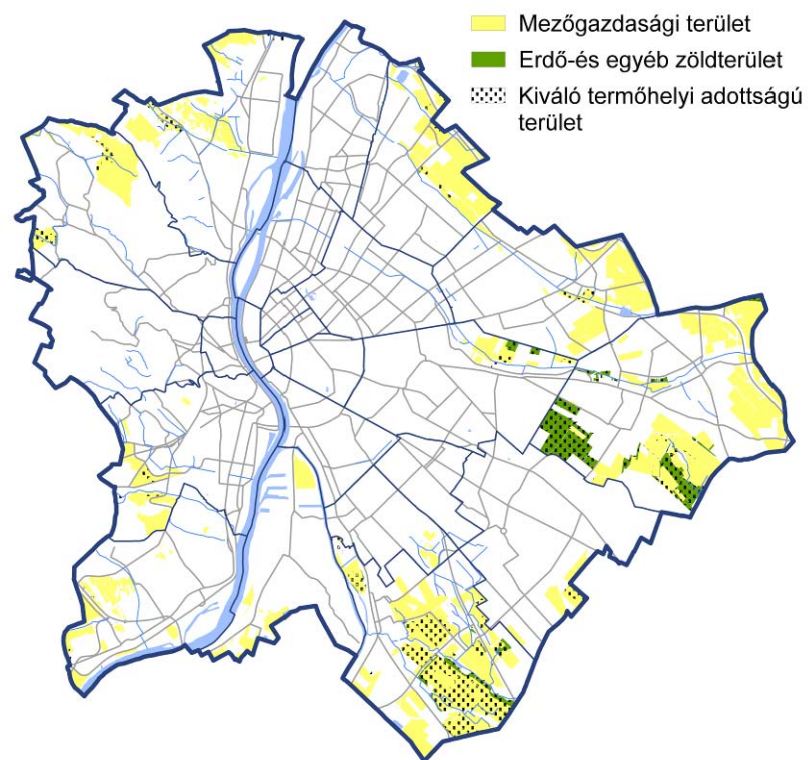 Mezőgazdasági terület
Erdő-és egyéb zöldterület
Kiváló termőhelyi adottságú
terület